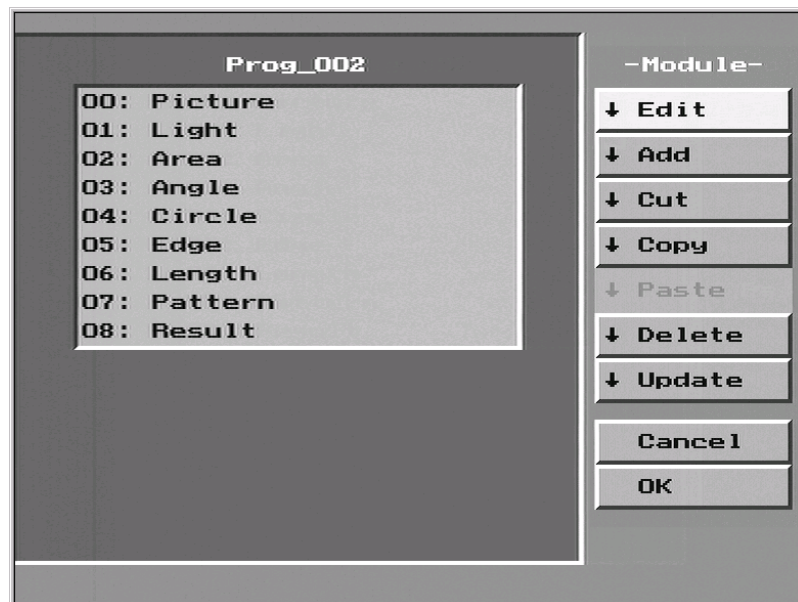 Prog_002
00: Picture
01: Light
02: Area
03: Angle
04: Circle
05: Edge
06: Length
07: Pattern
08: Result
-Module-
↓ Edit
↓ Add
↓ Cut
↓ Copy
↓ Paste
↓ Delete
↓ Update
Cancel
OK